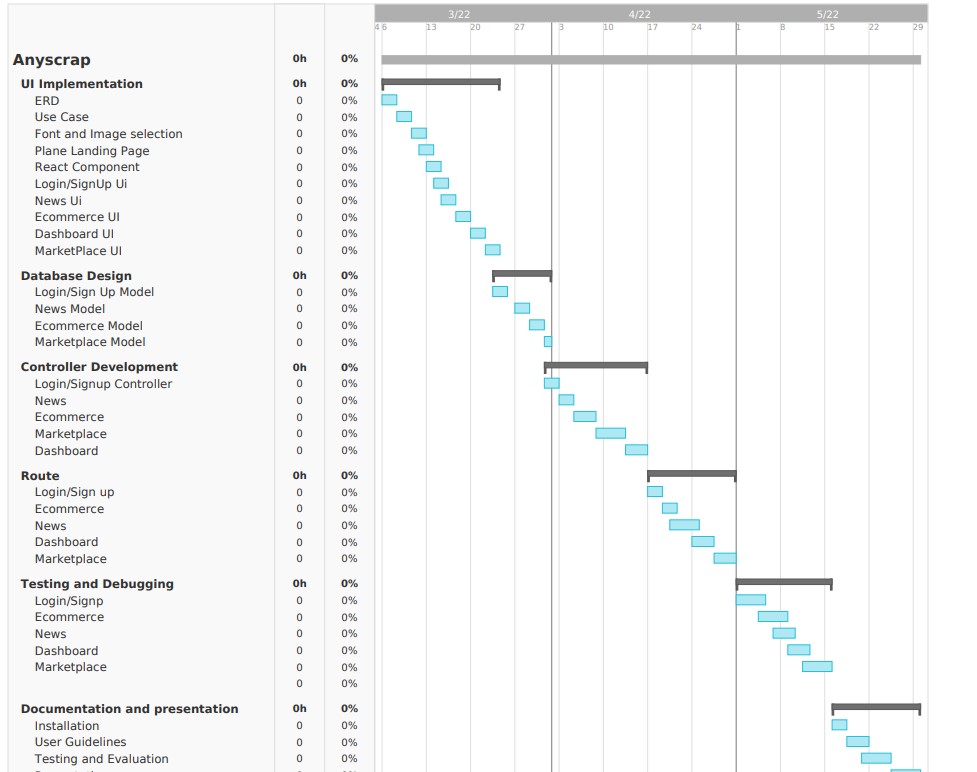 3/22 4/22 5/22
4 6 13 20 27 3 10 17 24 1 8 15 22 29
Anyscrap 0h 0%
UI Implementation 0h 0%
ERD 0 0%
Use Case 0 0%
Font and Image selection 0 0%
Plane Landing Page 0 0%
React Component 0 0%
Login/SignUp Ui 0 0%
News Ui 0 0%
Ecommerce UI 0 0%
Dashboard UI 0 0%
MarketPlace UI 0 0%
Database Design 0h 0%
Login/Sign Up Model 0 0%
News Model 0 0%
Ecommerce Model 0 0%
Marketplace Model 0 0%
Controller Development 0h 0%
Login/Signup Controller 0 0%
News 0 0%
Ecommerce 0 0%
Marketplace 0 0%
Dashboard 0 0%
Route 0h 0%
Login/Sign up 0 0%
Ecommerce 0 0%
News 0 0%
Dashboard 0 0%
Marketplace 0 0%
Testing and Debugging 0h 0%
Login/Signp 0 0%
Ecommerce 0 0%
News 0 0%
Dashboard 0 0%
Marketplace 0 0%
0 0%
Documentation and presentation 0h 0%
Installation 0 0%
User Guidelines 0 0%
Testing and Evaluation 0 0%